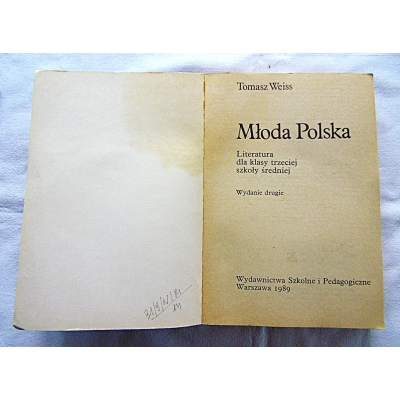 Tomasz Weiss
Młoda Polska
Literatura
dla klasy trzeciej
szkoły średniej
Wydanie drugie
Wydawnictwa Szkolne i Pedagogiczne
Warszawa 1989